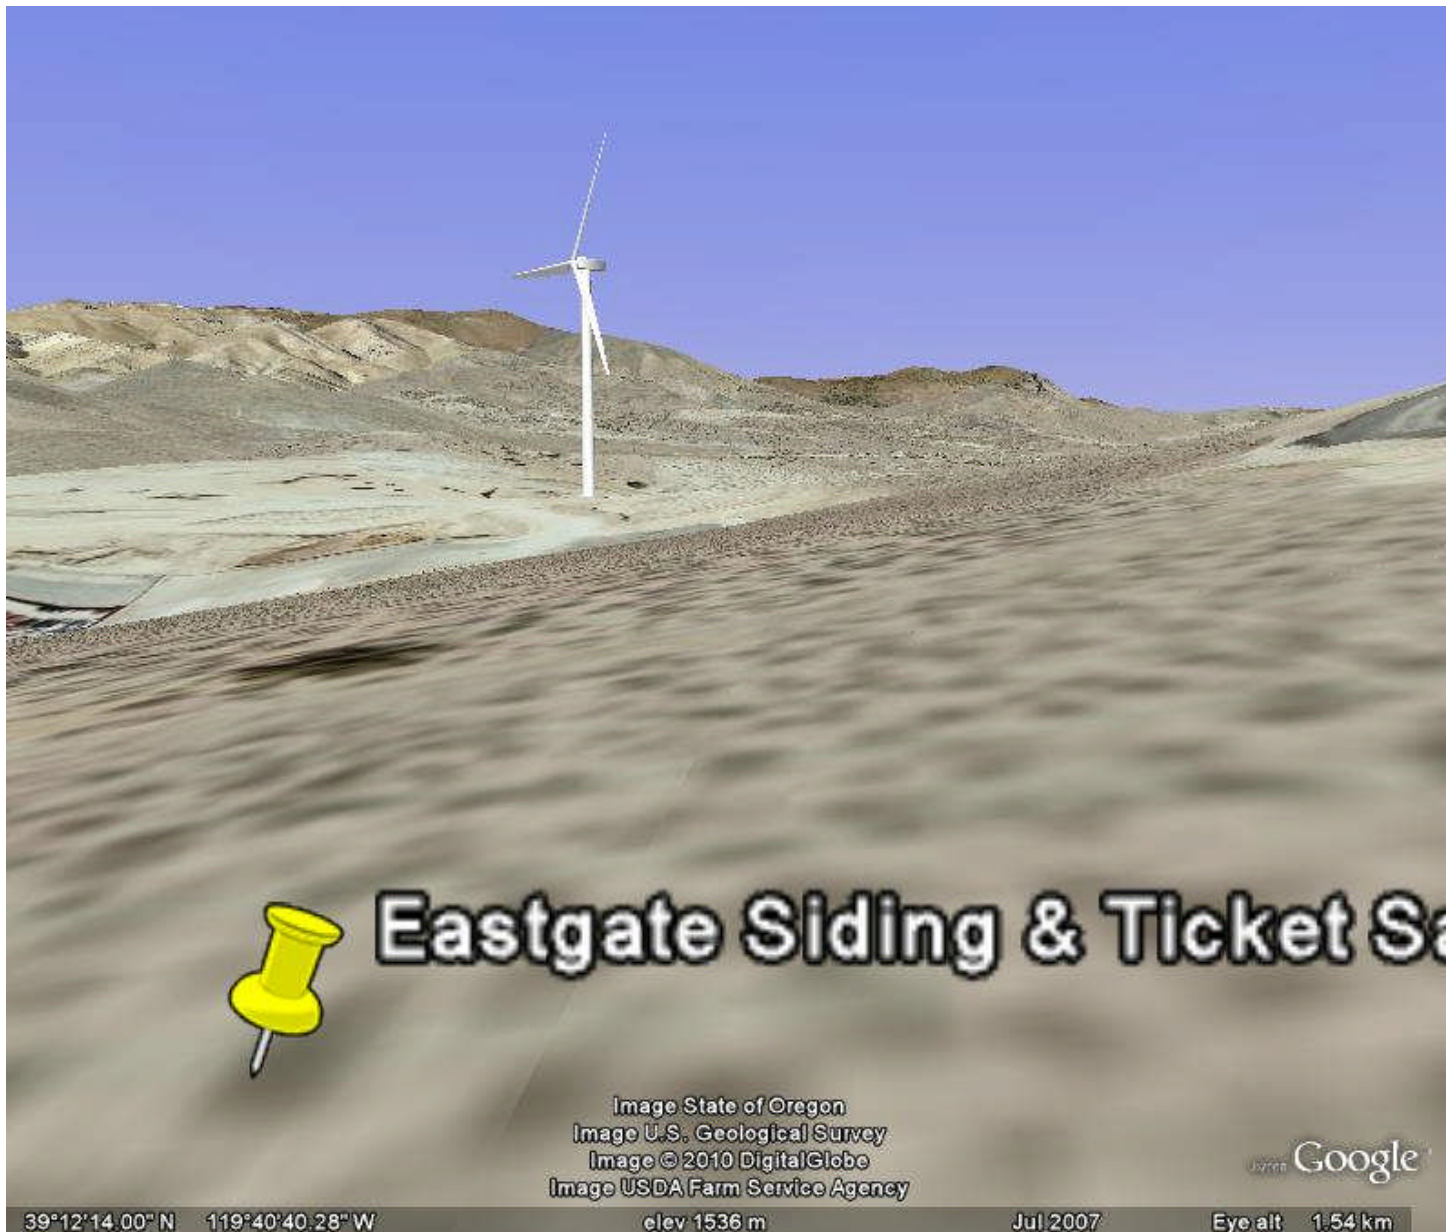 Eastgate Siding & Ticket Sa
Image State of Oregon
Image U.S. Geological Survey
Image © 2010 DigitalGlobe
Image USDA Farm Service Agency
Google
39°12'14.00" N 119°40'40.28" W elev 1536 m Jul 2007 Eye alt 1.54 km